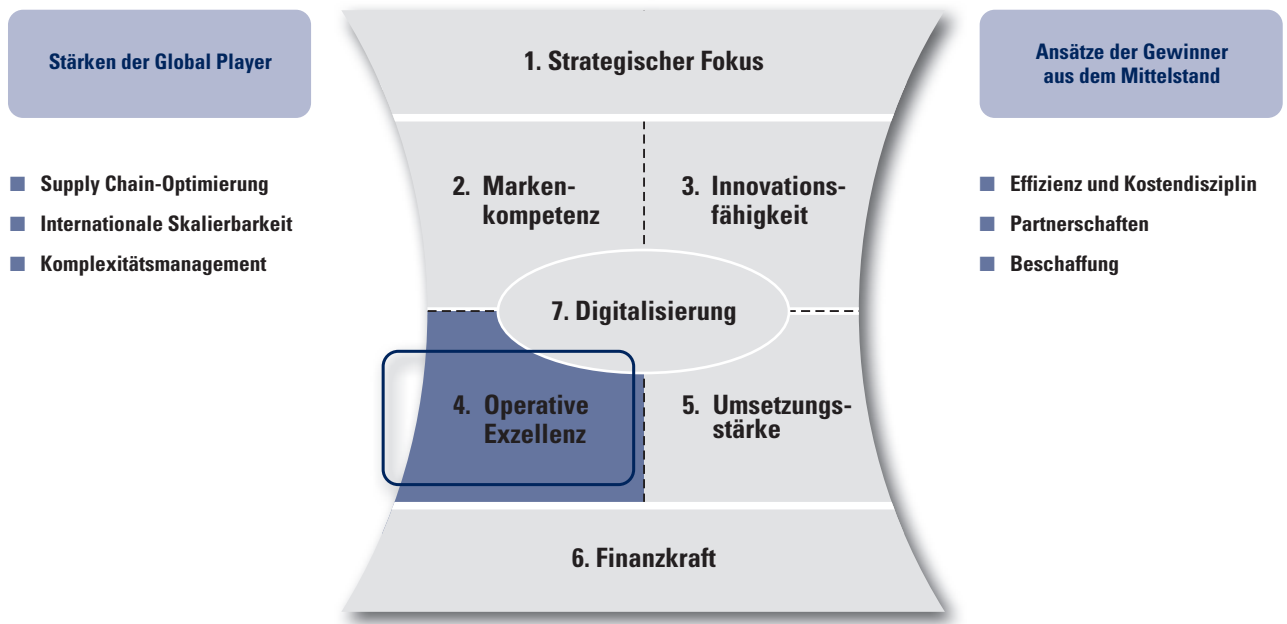 Stärken der Global Player
Supply Chain-Optimierung
Internationale Skalierbarkeit
Komplexitätsmanagement
1. Strategischer Fokus
2. Marken-
kompetenz
3. Innovations-
fähigkeit
7. Digitalisierung
4. Operative
Exzellenz
5. Umsetzungs-
stärke
6. Finanzkraft
Ansätze der Gewinner
aus dem Mittelstand
Effizienz und Kostendisziplin
Partnerschaften
Beschaffung